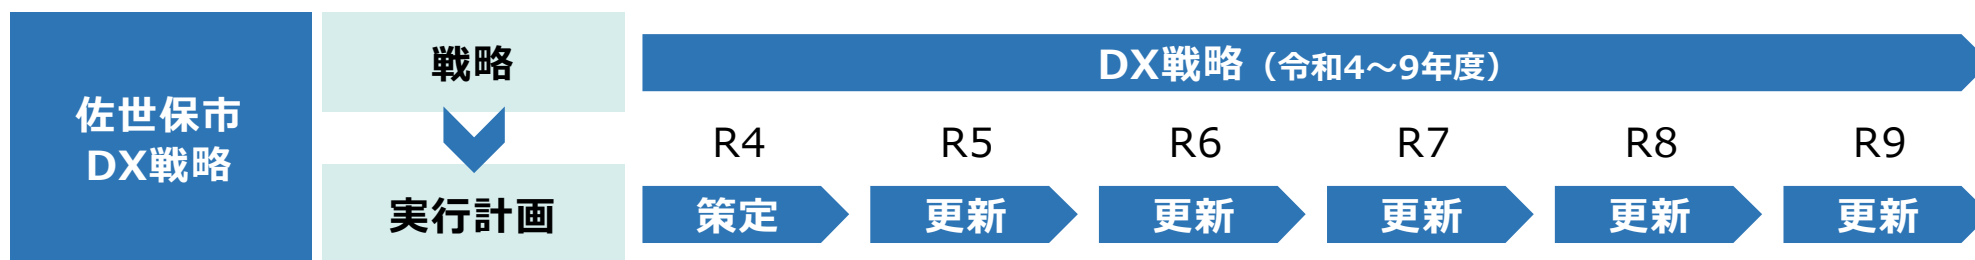 佐世保市
DX戦略
戦略
実行計画
DX戦略（令和4～9年度）
R4
R5
R6
R7
R8
R9
策定
更新
更新
更新
更新
更新